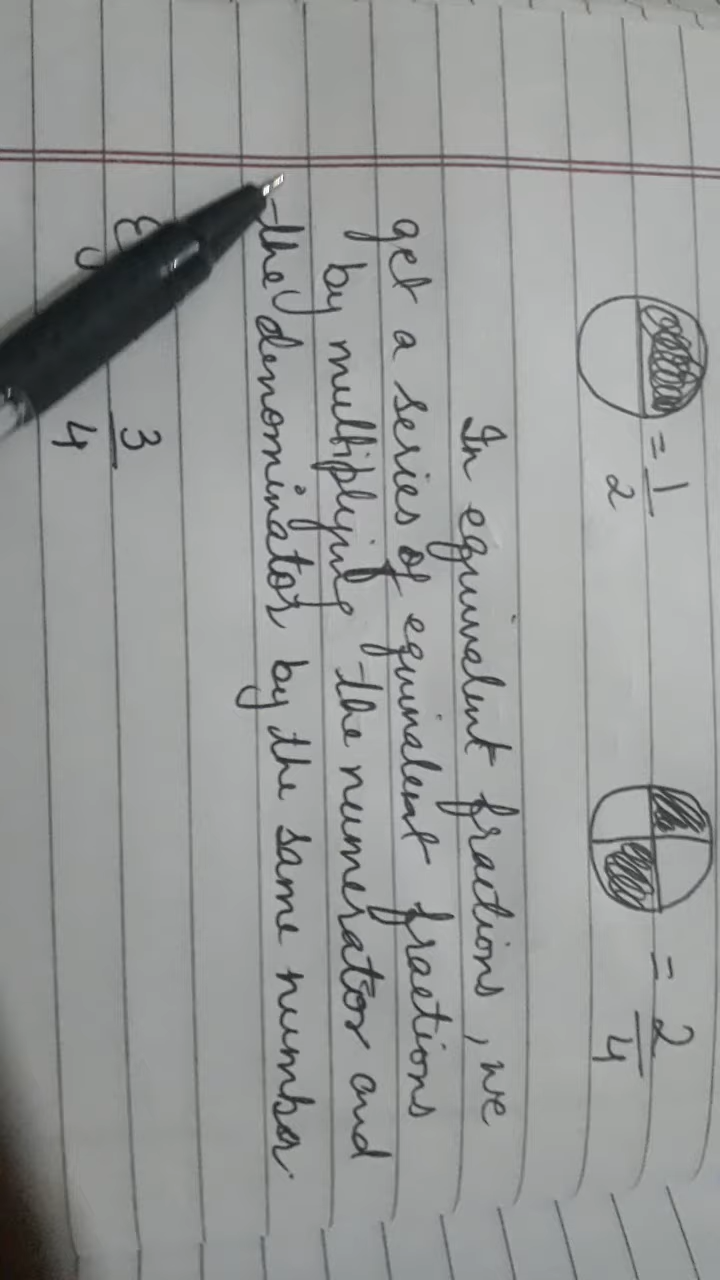 = 1/2 = 2/4
In equivalent fractions, we
get a series of equivalent fractions
by multiplying the numerator and
the denominator by the same number.
3/4